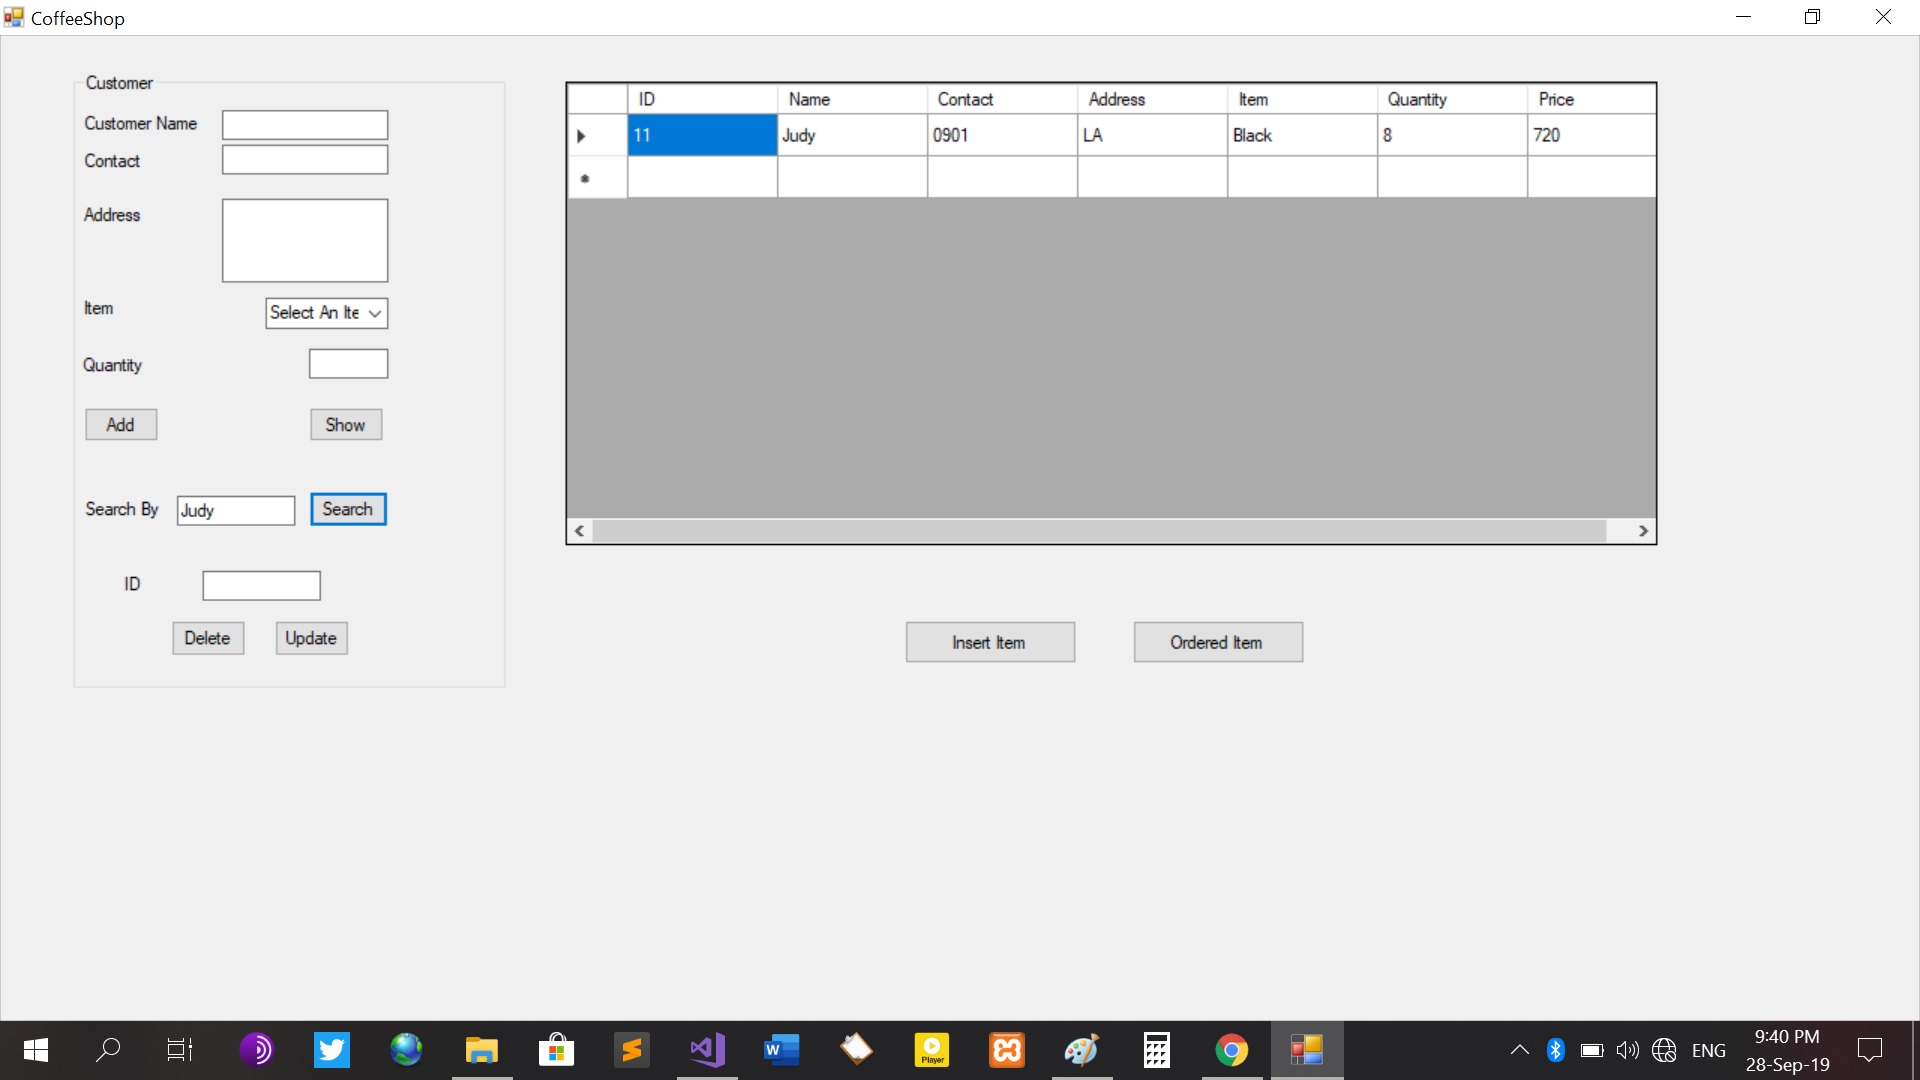 CoffeeShop
Customer
Customer Name
Contact
Address
Item
Select An Ite
Quantity
Add Show
Search By Judy Search
ID
Delete Update
ID Name Contact Address Item Quantity Price
11 Judy 0901 LA Black 8 720
Insert Item Ordered Item
W Player ENG 9:40 PM
28-Sep-19